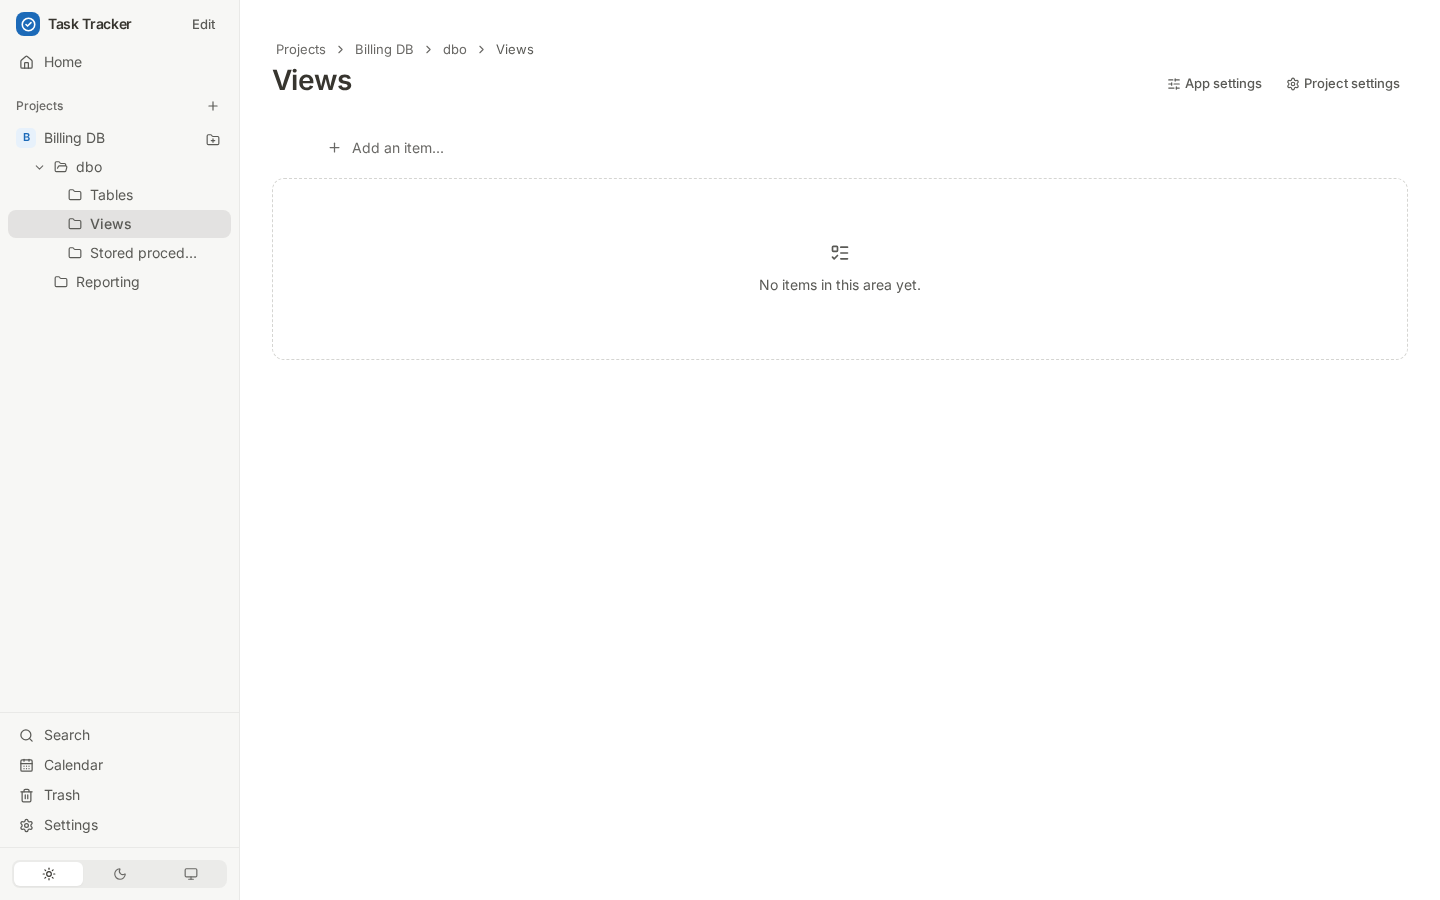 Task Tracker
Edit
Home
Projects
B Billing DB
dbo
Tables
Views
Stored proced...
Reporting
Search
Calendar
Trash
Settings
Projects > Billing DB > dbo > Views
Views
App settings
Project settings
Add an item...
No items in this area yet.